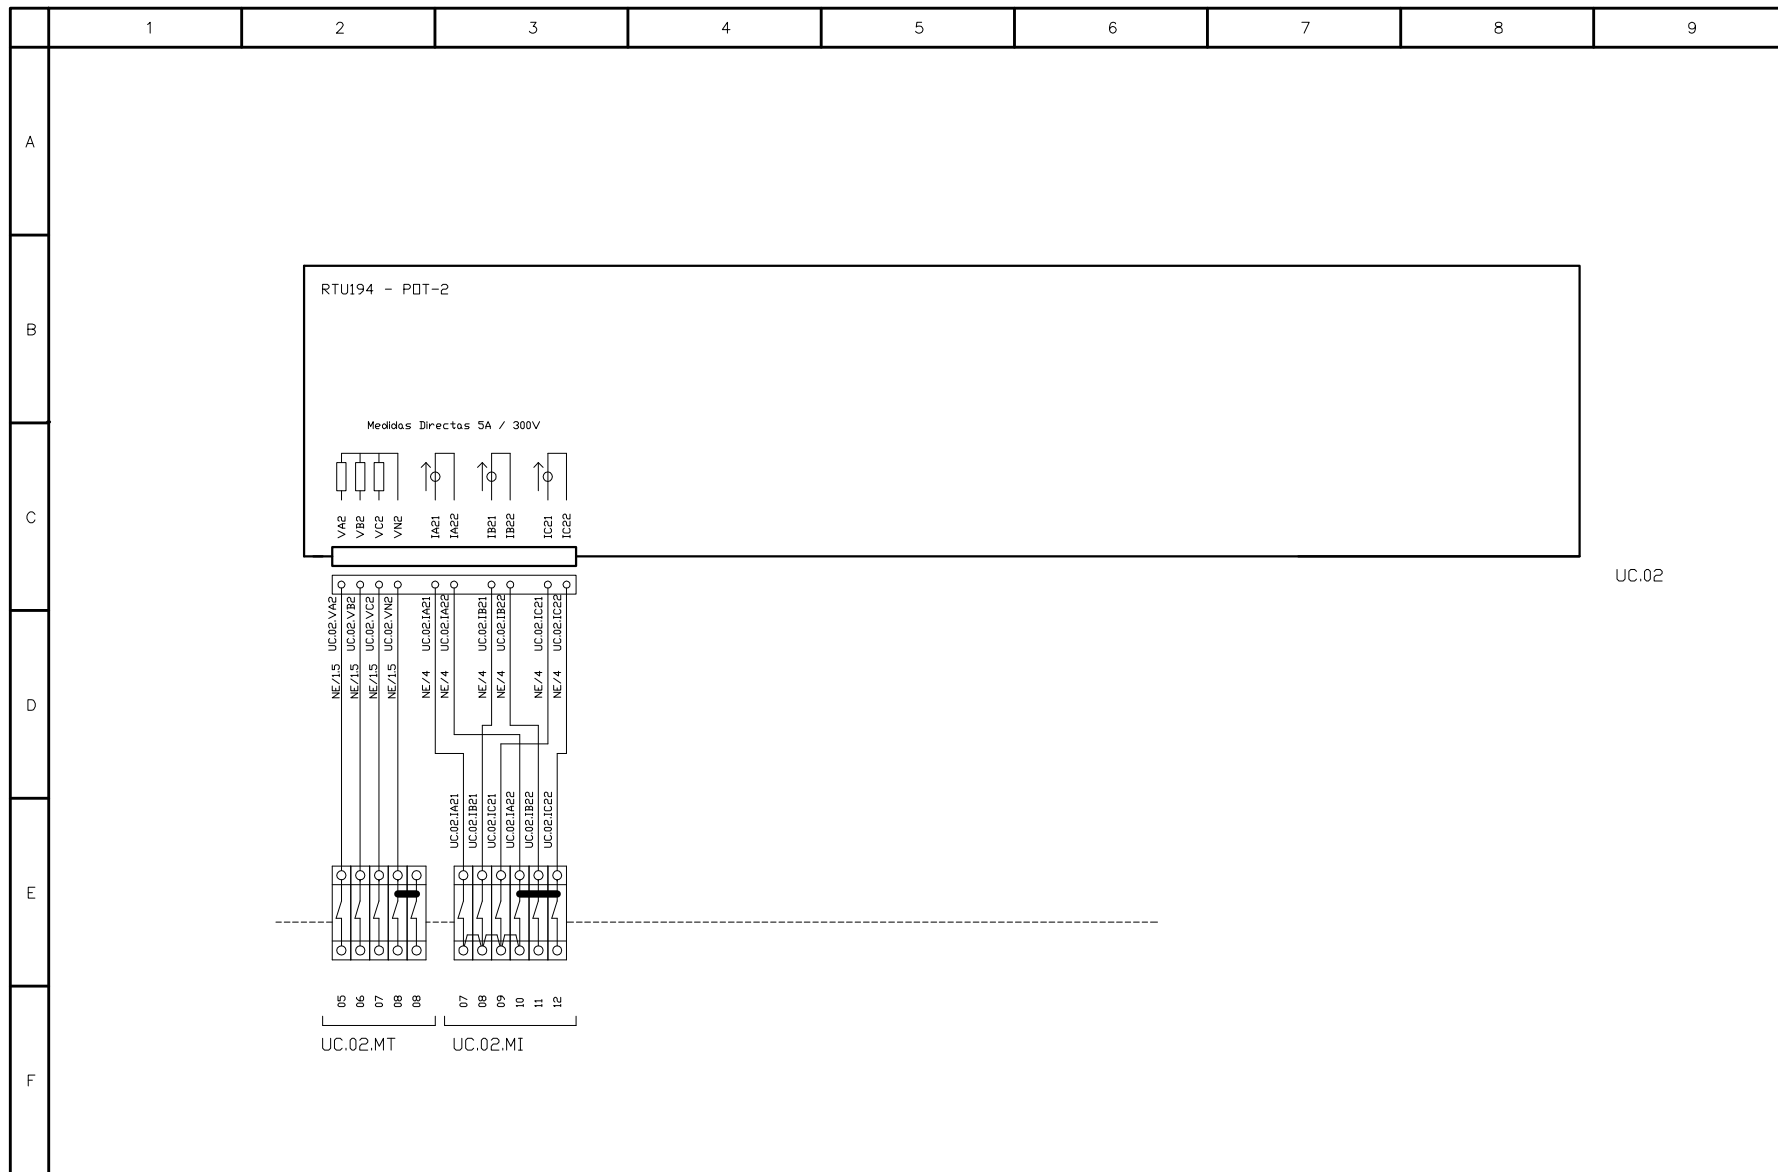 1 2 3 4 5 6 7 8 9
A
B
C
D
E
F
RTU194 - POT-2
Medidas Directas 5A / 300V
VA2
VB2
VC2
VN2
IA21
IA22
IB21
IB22
IC21
IC22
UC.02
NE/1.5 UC.02.VA2
NE/1.5 UC.02.VB2
NE/1.5 UC.02.VC2
NE/1.5 UC.02.VN2
NE/4 UC.02.IA21
NE/4 UC.02.IA22
NE/4 UC.02.IB21
NE/4 UC.02.IB22
NE/4 UC.02.IC21
NE/4 UC.02.IC22
UC.02.IA21
UC.02.IB21
UC.02.IC21
UC.02.IA22
UC.02.IB22
UC.02.IC22
05
06
07
08
08
07
08
09
10
11
12
UC.02.MT
UC.02.MI